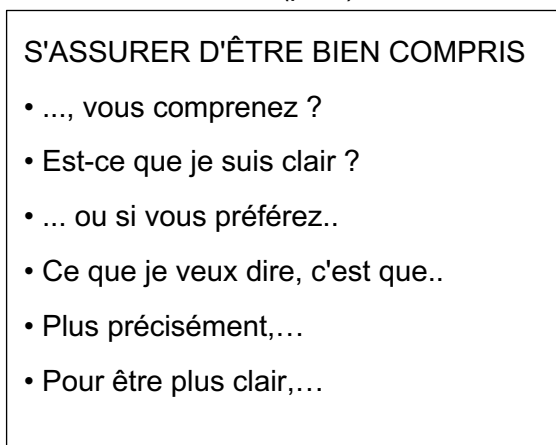 S'ASSURER D'ÊTRE BIEN COMPRIS
• ..., vous comprenez ?
• Est-ce que je suis clair ?
• ... ou si vous préférez..
• Ce que je veux dire, c'est que..
• Plus précisément,…
• Pour être plus clair,…